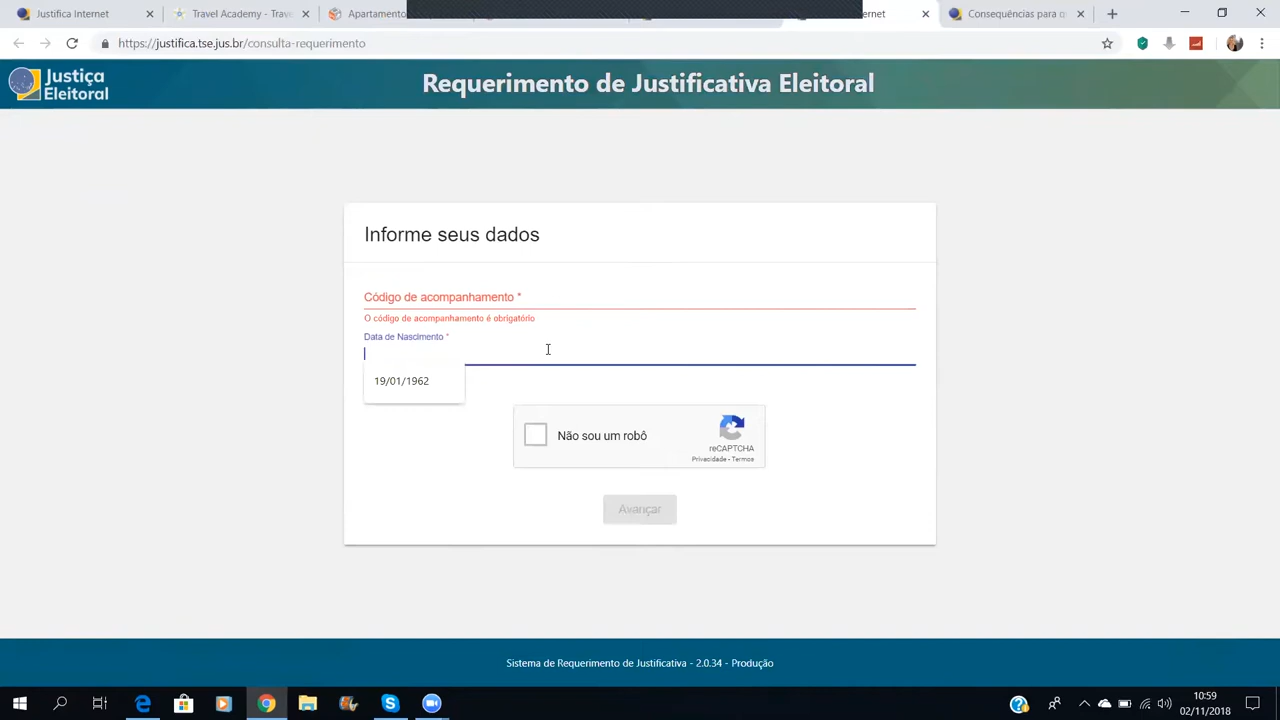 Justifica Internet
Travel Academy - Trave
Apartamento
ernet
Consequências para q
https://justifica.tse.jus.br/consulta-requerimento
Justiça
Eleitoral
Requerimento de Justificativa Eleitoral
Informe seus dados
Código de acompanhamento *
O código de acompanhamento é obrigatório
Data de Nascimento *
19/01/1962
Não sou um robô
reCAPTCHA
Privacidade - Termos
Avançar
Sistema de Requerimento de Justificativa - 2.0.34 - Produção
10:59
02/11/2018